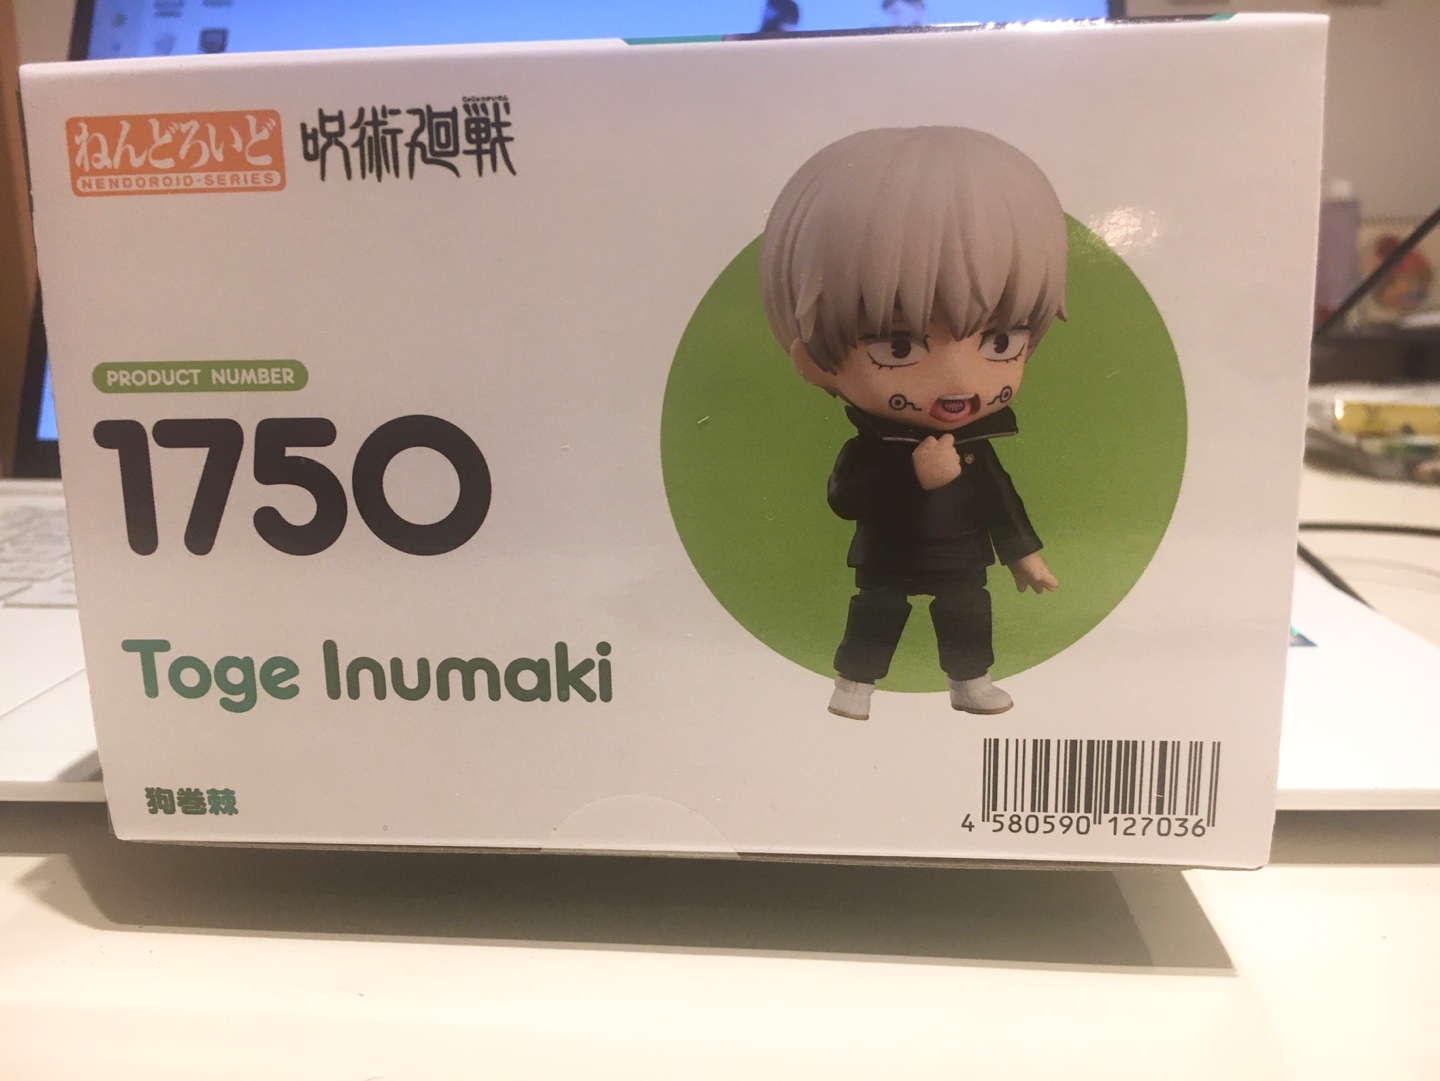 ねんどろいど
NENDOROID·SERIES
呪術廻戦
PRODUCT NUMBER
1750
Toge Inumaki
狗巻棘
4 580590 127036